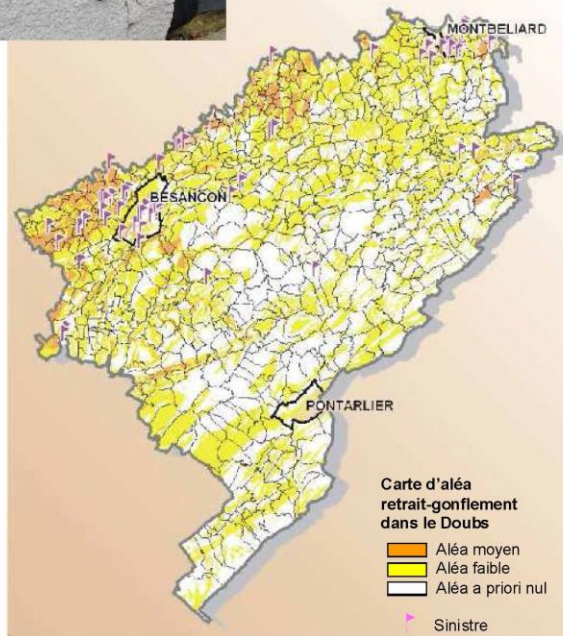 MONTBELIARD
BESANCON
PONTARLIER
Carte d'aléa
retrait-gonflement
dans le Doubs
Aléa moyen
Aléa faible
Aléa a priori nul
Sinistre